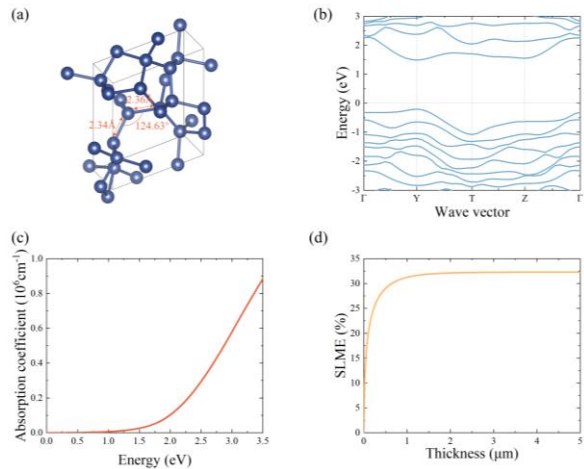 (a)
2.36Å
2.34Å
124.63°
(b)
Energy (eV)
3
2
1
0
-1
-2
-3
Γ Y T Z Γ
Wave vector
(c)
Absorption coefficient (10⁶cm⁻¹)
1.0
0.8
0.6
0.4
0.2
0.0
0.0 0.5 1.0 1.5 2.0 2.5 3.0 3.5
Energy (eV)
(d)
SLME (%)
35
30
25
20
15
10
5
0
0 1 2 3 4 5
Thickness (μm)